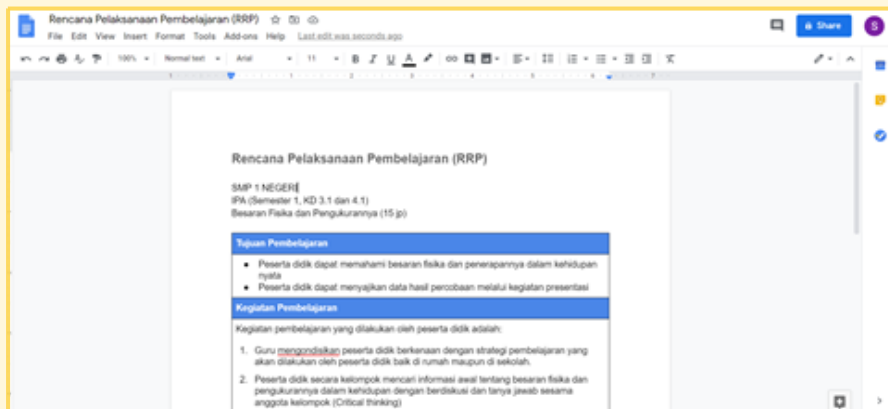 Rencana Pelaksanaan Pembelajaran (RRP)
File Edit View Insert Format Tools Add-ons Help Last edit was seconds ago
Share
S
100% Normal text Arial 11
Rencana Pelaksanaan Pembelajaran (RRP)
SMP 1 NEGERI
IPA (Semester 1, KD 3.1 dan 4.1)
Besaran Fisika dan Pengukurannya (15 jp)
Tujuan Pembelajaran
Peserta didik dapat memahami besaran fisika dan penerapannya dalam kehidupan
nyata
Peserta didik dapat menyajikan data hasil percobaan melalui kegiatan presentasi
Kegiatan Pembelajaran
Kegiatan pembelajaran yang dilakukan oleh peserta didik adalah:
1. Guru mengondisikan peserta didik berkenaan dengan strategi pembelajaran yang
akan dilakukan oleh peserta didik baik di rumah maupun di sekolah.
2. Peserta didik secara kelompok mencari informasi awal tentang besaran fisika dan
pengukurannya dalam kehidupan dengan berdiskusi dan tanya jawab sesama
anggota kelompok (Critical thinking)